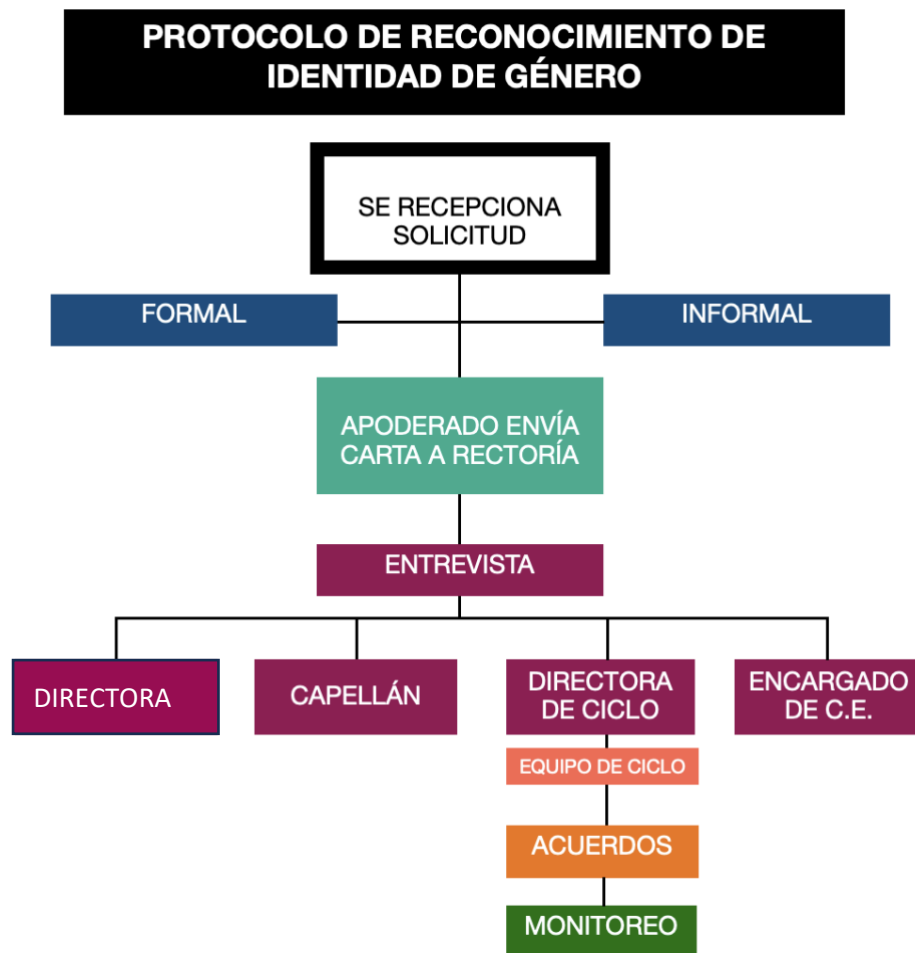 PROTOCOLO DE RECONOCIMIENTO DE
IDENTIDAD DE GÉNERO
SE RECEPCIONA
SOLICITUD
FORMAL
INFORMAL
APODERADO ENVÍA
CARTA A RECTORÍA
ENTREVISTA
DIRECTORA
CAPELLÁN
DIRECTORA
DE CICLO
ENCARGADO
DE C.E.
EQUIPO DE CICLO
ACUERDOS
MONITOREO